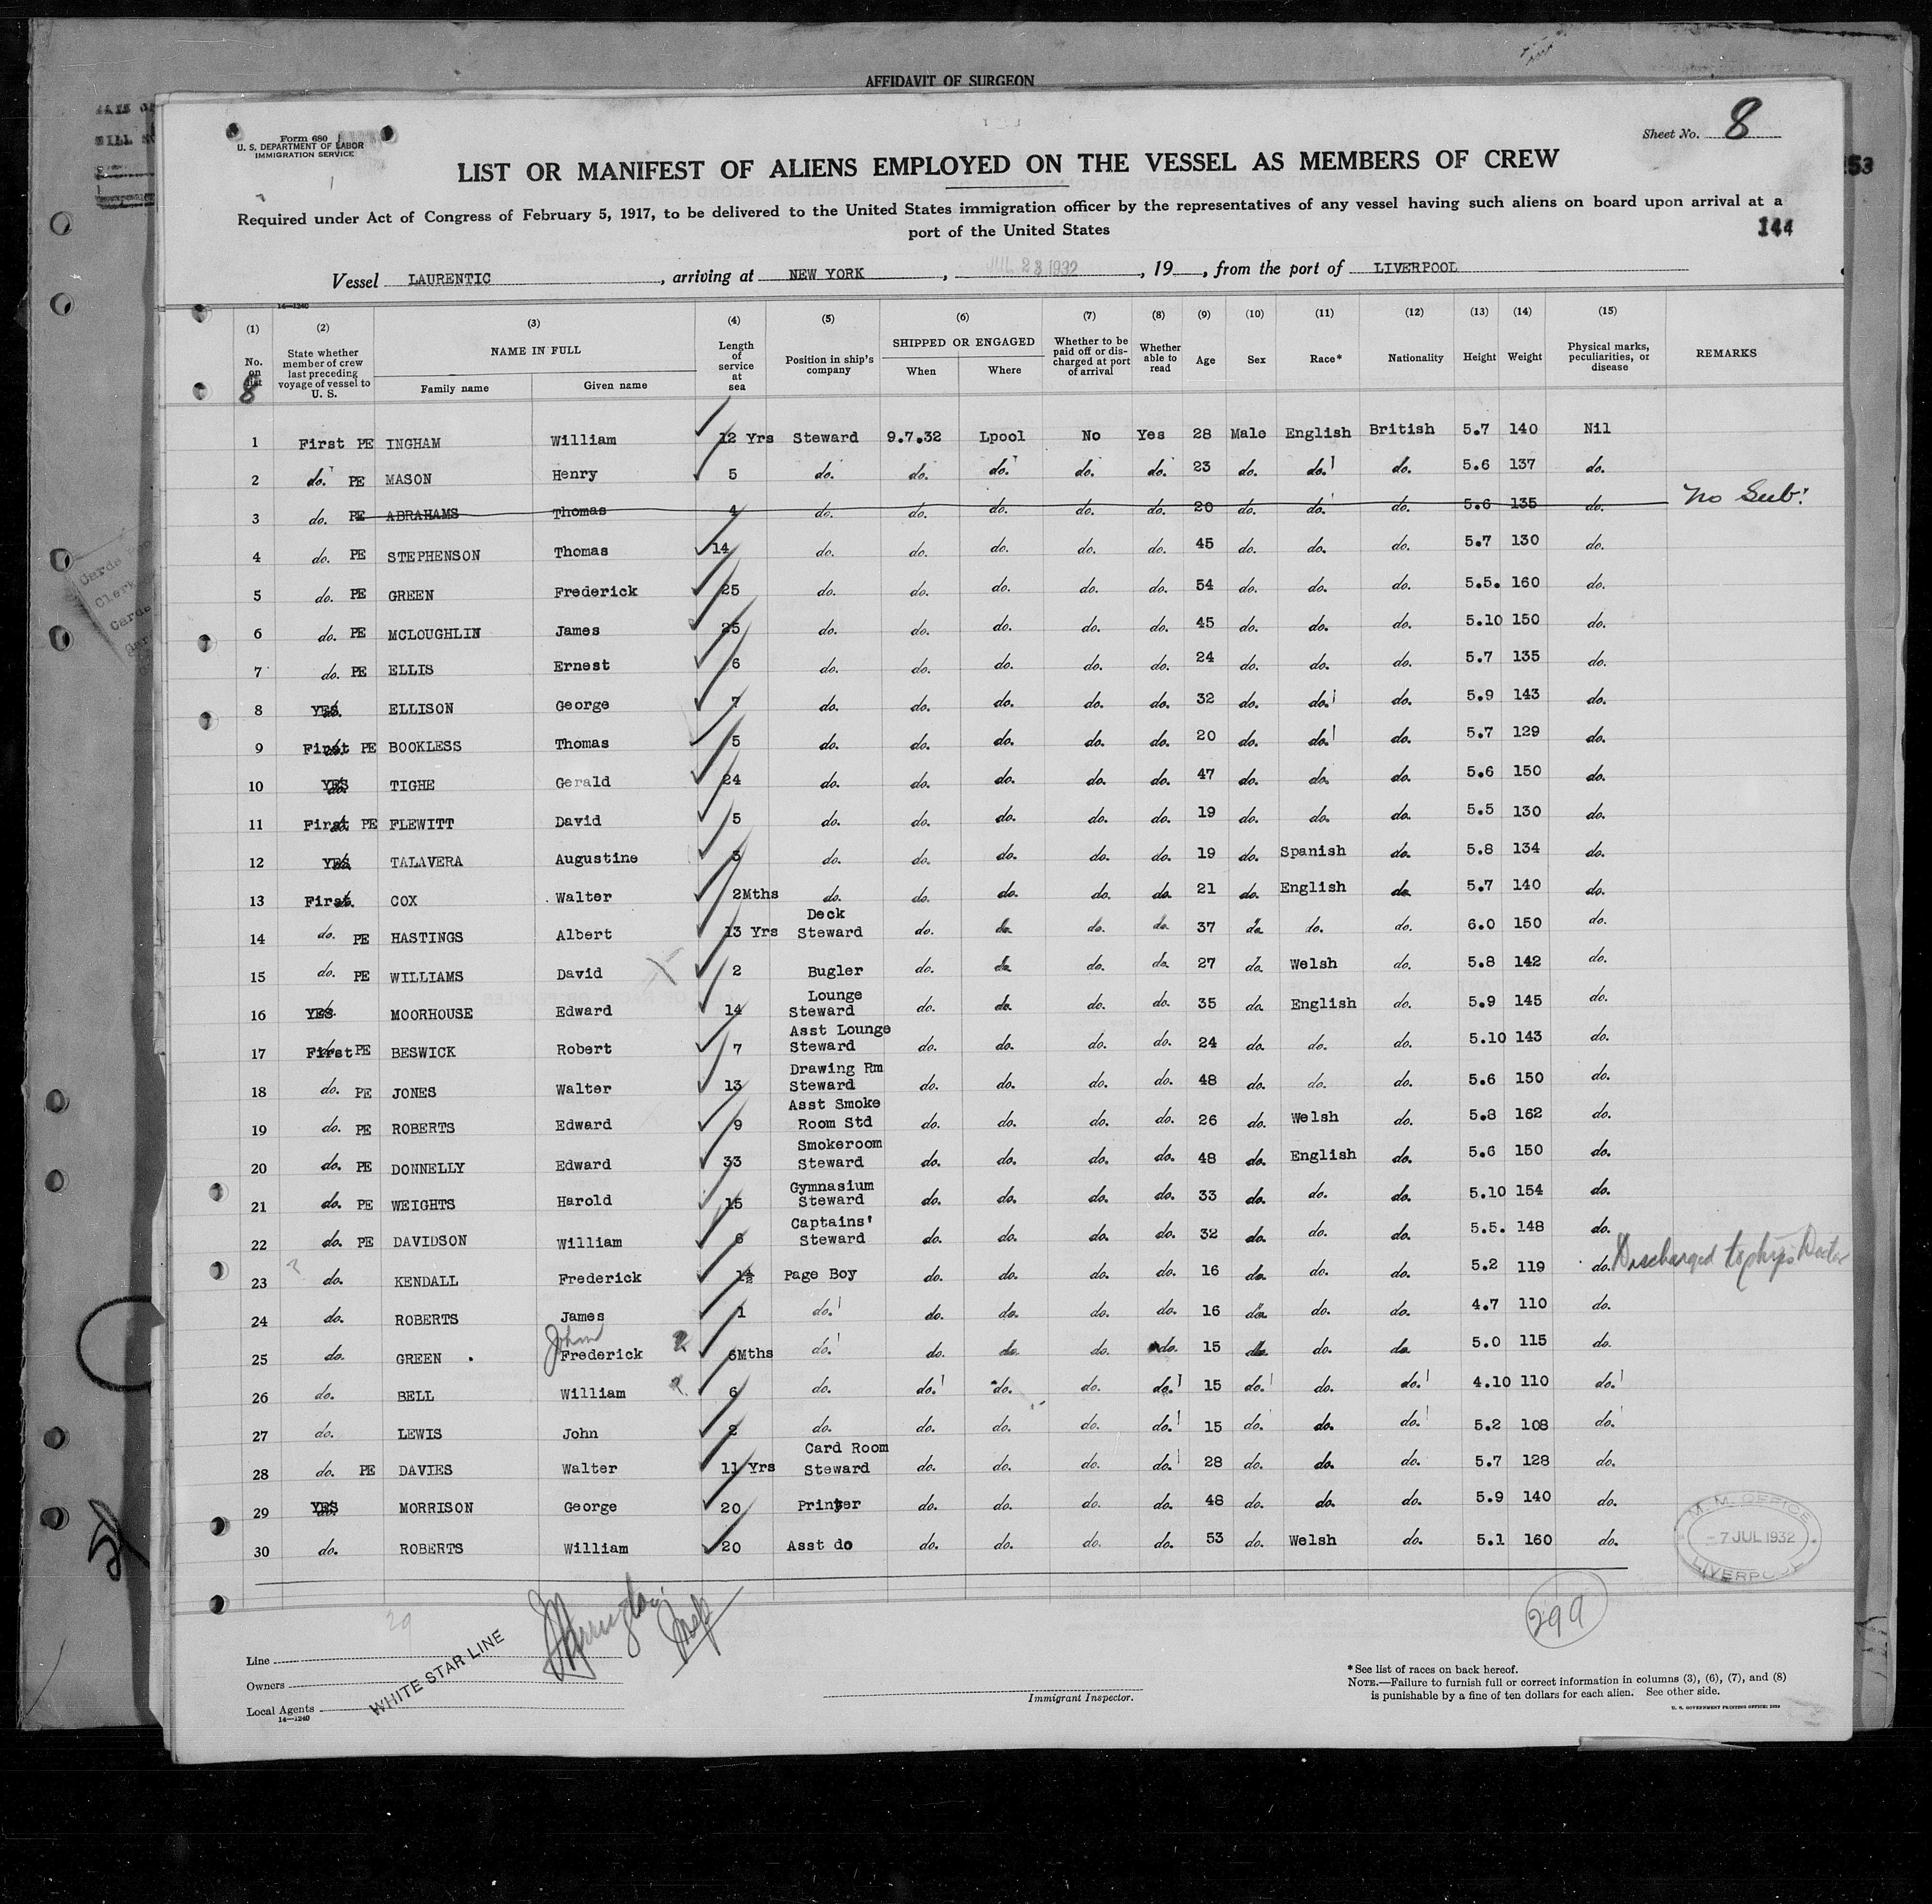 AFFIDAVIT OF SURGEON
Form 680
U. S. DEPARTMENT OF LABOR
IMMIGRATION SERVICE
Sheet No. 8
LIST OR MANIFEST OF ALIENS EMPLOYED ON THE VESSEL AS MEMBERS OF CREW
253
Required under Act of Congress of February 5, 1917, to be delivered to the United States immigration officer by the representatives of any vessel having such aliens on board upon arrival at a
port of the United States
144
Vessel LAURENTIC, arriving at NEW YORK, JUL 23 1932, 19__, from the port of LIVERPOOL
14—1240
(1) (2) (3) (4) (5) (6) (7) (8) (9) (10) (11) (12) (13) (14) (15)
No. on list State whether member of crew last preceding voyage of vessel to U. S. NAME IN FULL Family name Given name Length of service at sea Position in ship's company SHIPPED OR ENGAGED When Where Whether to be paid off or discharged at port of arrival Whether able to read Age Sex Race* Nationality Height Weight Physical marks, peculiarities, or disease REMARKS
8
1 First PE INGHAM William 12 Yrs Steward 9.7.32 Lpool No Yes 28 Male English British 5.7 140 Nil
2 do. PE MASON Henry 5 do. do. do. do. do. 23 do. do. do. 5.6 137 do.
3 do. PE ABRAHAMS Thomas 4 do. do. do. do. do. 20 do. do. do. 5.6 135 do. No Sub.
4 do. PE STEPHENSON Thomas 14 do. do. do. do. do. 45 do. do. do. 5.7 130 do.
5 do. PE GREEN Frederick 25 do. do. do. do. do. 54 do. do. do. 5.5. 160 do.
6 do. PE MCLOUGHLIN James 25 do. do. do. do. do. 45 do. do. do. 5.10 150 do.
7 do. PE ELLIS Ernest 6 do. do. do. do. do. 24 do. do. do. 5.7 135 do.
8 YES ELLISON George 7 do. do. do. do. do. 32 do. do. do. 5.9 143 do.
9 First PE BOOKLESS Thomas 5 do. do. do. do. do. 20 do. do. do. 5.7 129 do.
10 YES TIGHE Gerald 24 do. do. do. do. do. 47 do. do. do. 5.6 150 do.
11 First PE FLEWITT David 5 do. do. do. do. do. 19 do. do. do. 5.5 130 do.
12 YES TALAVERA Augustine 3 do. do. do. do. do. 19 do. Spanish do. 5.8 134 do.
13 First COX Walter 2Mths do. do. do. do. do. 21 do. English do. 5.7 140 do.
14 do. PE HASTINGS Albert 13 Yrs Deck Steward do. do. do. do. 37 do. do. do. 6.0 150 do.
15 do. PE WILLIAMS David 2 Bugler do. do. do. do. 27 do. Welsh do. 5.8 142 do.
16 YES MOORHOUSE Edward 14 Lounge Steward do. do. do. do. 35 do. English do. 5.9 145 do.
17 First PE BESWICK Robert 7 Asst Lounge Steward do. do. do. do. 24 do. do. do. 5.10 143 do.
18 do. PE JONES Walter 13 Drawing Rm Steward do. do. do. do. 48 do. do. do. 5.6 150 do.
19 do. PE ROBERTS Edward 9 Asst Smoke Room Std do. do. do. do. 26 do. Welsh do. 5.8 162 do.
20 do. PE DONNELLY Edward 33 Smokeroom Steward do. do. do. do. 48 do. English do. 5.6 150 do.
21 do. PE WEIGHTS Harold 15 Gymnasium Steward do. do. do. do. 33 do. do. do. 5.10 154 do.
22 do. PE DAVIDSON William 6 Captains' Steward do. do. do. do. 32 do. do. do. 5.5. 148 do.
23 do. KENDALL Frederick 1½ Page Boy do. do. do. do. 16 do. do. do. 5.2 119 do. Discharged to ships Doctor
24 do. ROBERTS James 1 do. do. do. do. do. 16 do. do. do. 4.7 110 do.
25 do. GREEN John Frederick 6Mths do. do. do. do. do. 15 do. do. do. 5.0 115 do.
26 do. BELL William 6 do. do. do. do. do. 15 do. do. do. 4.10 110 do.
27 do. LEWIS John 2 do. do. do. do. do. 15 do. do. do. 5.2 108 do.
28 do. PE DAVIES Walter 11 Yrs Card Room Steward do. do. do. do. 28 do. do. do. 5.7 128 do.
29 YES MORRISON George 20 Printer do. do. do. do. 48 do. do. do. 5.9 140 do.
30 do. ROBERTS William 20 Asst do do. do. do. do. 53 do. Welsh do. 5.1 160 do.
M.M. OFFICE
-7 JUL 1932
LIVERPOOL
299
29
Line
Owners
Local Agents
WHITE STAR LINE
14—1240
Immigrant Inspector.
*See list of races on back hereof.
NOTE.—Failure to furnish full or correct information in columns (3), (6), (7), and (8)
is punishable by a fine of ten dollars for each alien. See other side.